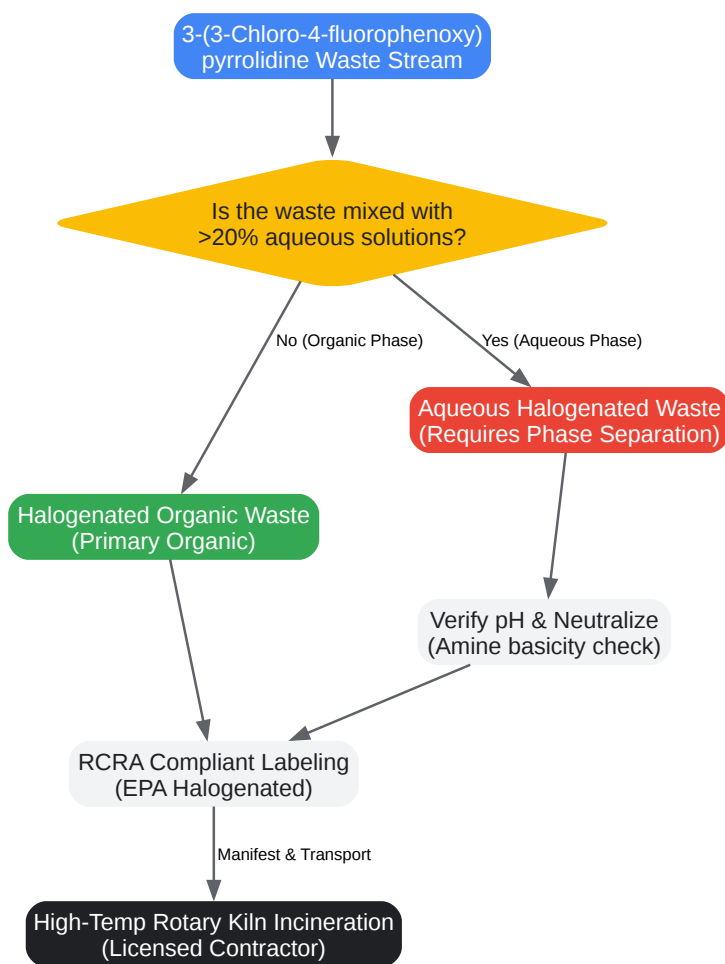 3-(3-Chloro-4-fluorophenoxy)
pyrrolidine Waste Stream
Is the waste mixed with
>20% aqueous solutions?
No (Organic Phase)
Yes (Aqueous Phase)
Aqueous Halogenated Waste
(Requires Phase Separation)
Halogenated Organic Waste
(Primary Organic)
Verify pH & Neutralize
(Amine basicity check)
RCRA Compliant Labeling
(EPA Halogenated)
Manifest & Transport
High-Temp Rotary Kiln Incineration
(Licensed Contractor)